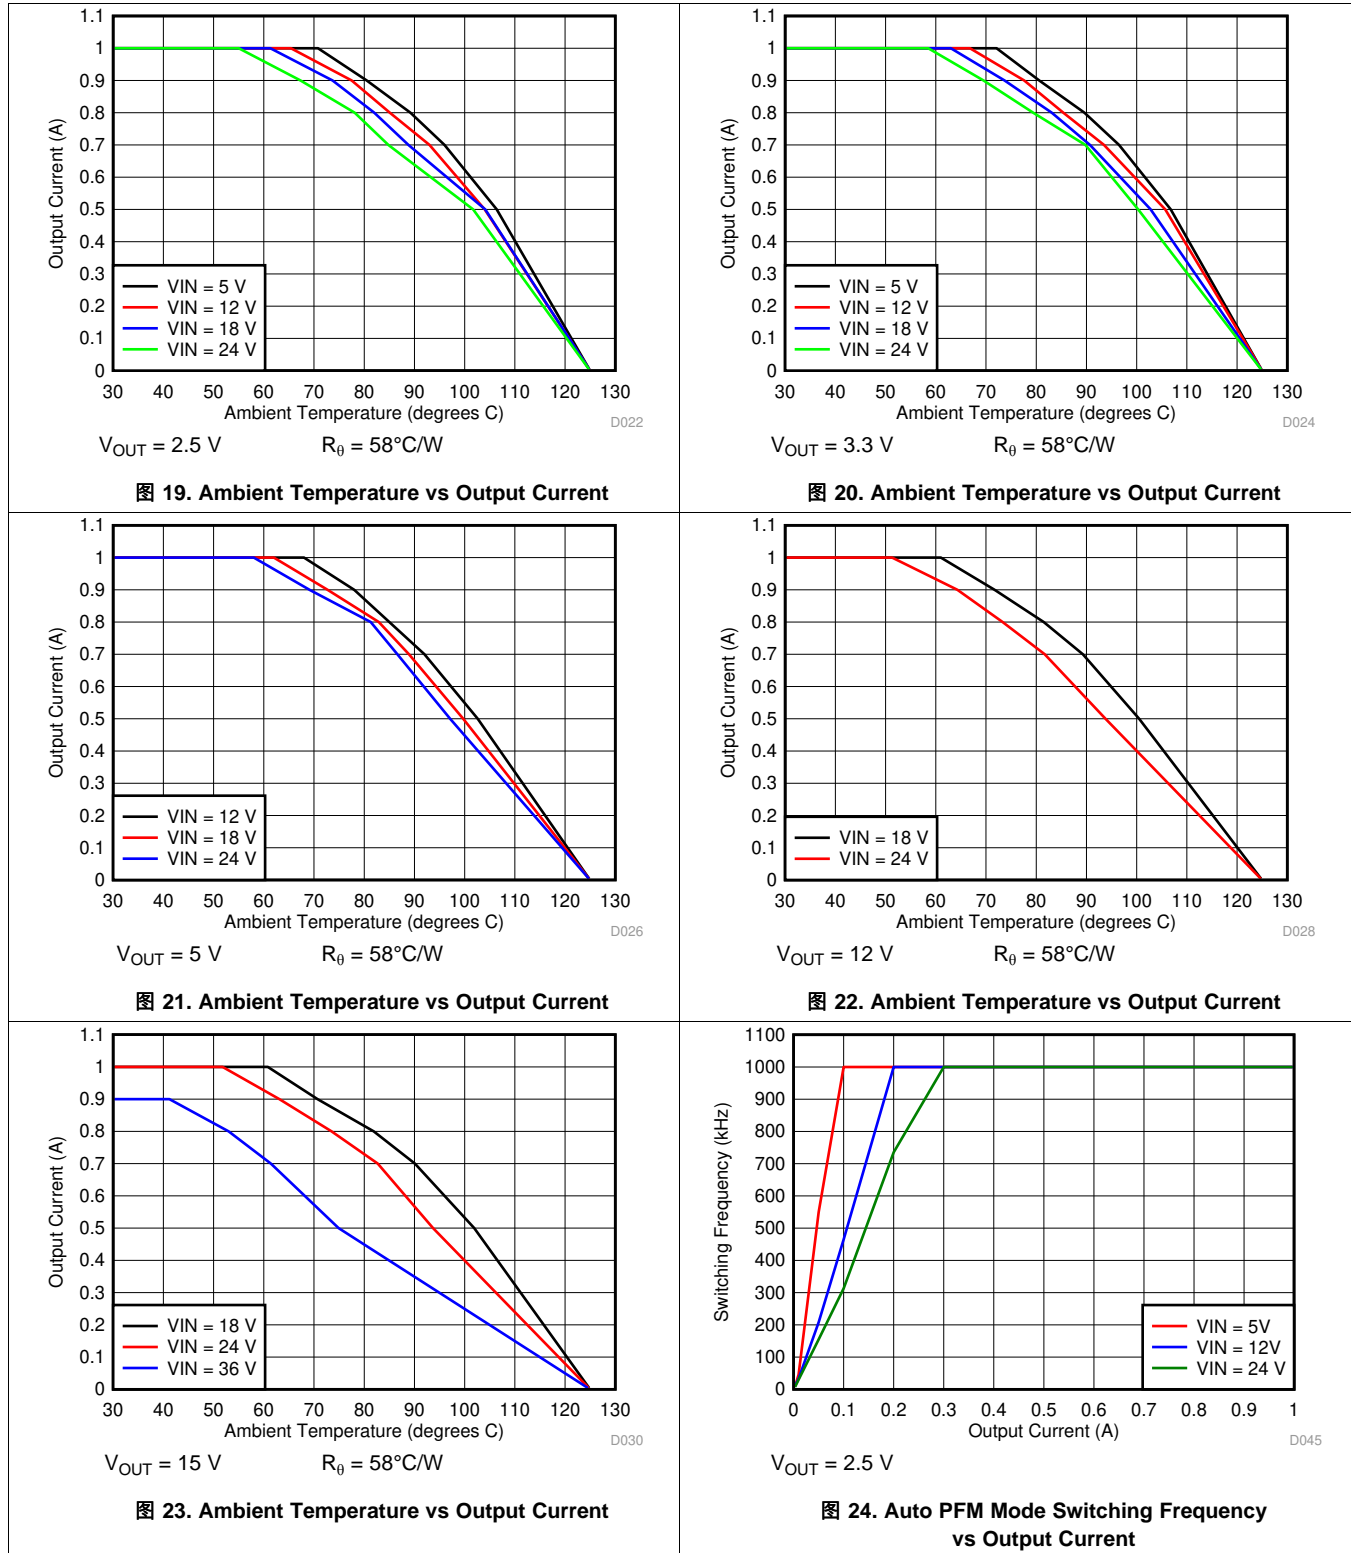 1.1
1
0.9
0.8
0.7
0.6
0.5
0.4
0.3
0.2
0.1
0
Output Current (A)
VIN = 5 V
VIN = 12 V
VIN = 18 V
VIN = 24 V
30 40 50 60 70 80 90 100 110 120 130
Ambient Temperature (degrees C)
D022
VOUT = 2.5 V Rθ = 58°C/W
图 19. Ambient Temperature vs Output Current
1.1
1
0.9
0.8
0.7
0.6
0.5
0.4
0.3
0.2
0.1
0
Output Current (A)
VIN = 5 V
VIN = 12 V
VIN = 18 V
VIN = 24 V
30 40 50 60 70 80 90 100 110 120 130
Ambient Temperature (degrees C)
D024
VOUT = 3.3 V Rθ = 58°C/W
图 20. Ambient Temperature vs Output Current
1.1
1
0.9
0.8
0.7
0.6
0.5
0.4
0.3
0.2
0.1
0
Output Current (A)
VIN = 12 V
VIN = 18 V
VIN = 24 V
30 40 50 60 70 80 90 100 110 120 130
Ambient Temperature (degrees C)
D026
VOUT = 5 V Rθ = 58°C/W
图 21. Ambient Temperature vs Output Current
1.1
1
0.9
0.8
0.7
0.6
0.5
0.4
0.3
0.2
0.1
0
Output Current (A)
VIN = 18 V
VIN = 24 V
30 40 50 60 70 80 90 100 110 120 130
Ambient Temperature (degrees C)
D028
VOUT = 12 V Rθ = 58°C/W
图 22. Ambient Temperature vs Output Current
1.1
1
0.9
0.8
0.7
0.6
0.5
0.4
0.3
0.2
0.1
0
Output Current (A)
VIN = 18 V
VIN = 24 V
VIN = 36 V
30 40 50 60 70 80 90 100 110 120 130
Ambient Temperature (degrees C)
D030
VOUT = 15 V Rθ = 58°C/W
图 23. Ambient Temperature vs Output Current
1100
1000
900
800
700
600
500
400
300
200
100
0
Switching Frequency (kHz)
VIN = 5V
VIN = 12V
VIN = 24 V
0 0.1 0.2 0.3 0.4 0.5 0.6 0.7 0.8 0.9 1
Output Current (A)
D045
VOUT = 2.5 V
图 24. Auto PFM Mode Switching Frequency
vs Output Current